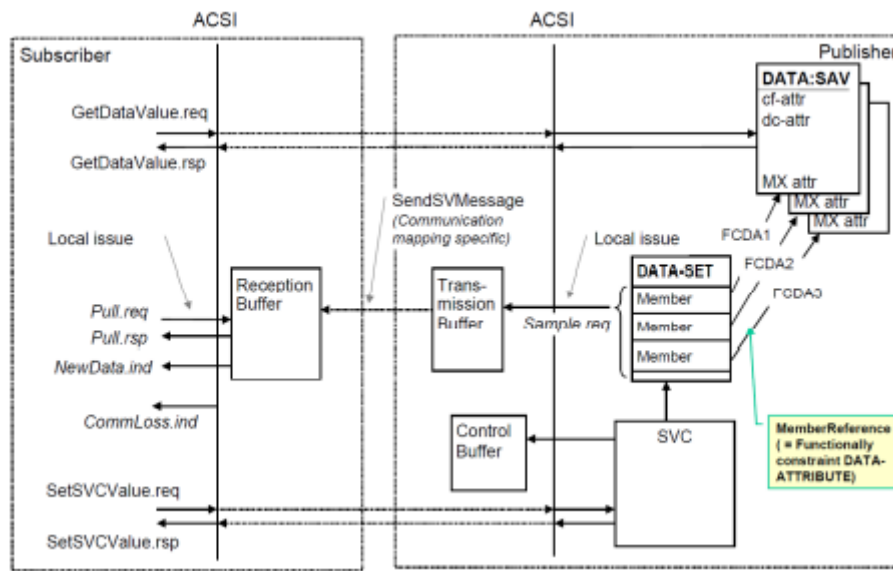 ACSI
ACSI
Subscriber
Publisher
DATA:SAV
cf-attr
dc-attr
MX attr
MX attr
MX attr
GetDataValue.req
GetDataValue.rsp
SendSVMessage
(Communication
mapping specific)
Local issue
Local issue
FCDA1
FCDA2
FCDA3
DATA-SET
Member
Member
Member
Reception
Buffer
Trans-
mission
Buffer
Sample.req
Pull.req
Pull.rsp
NewData.ind
CommLoss.ind
Control
Buffer
SVC
MemberReference
( = Functionally
constraint DATA-
ATTRIBUTE)
SetSVCValue.req
SetSVCValue.rsp